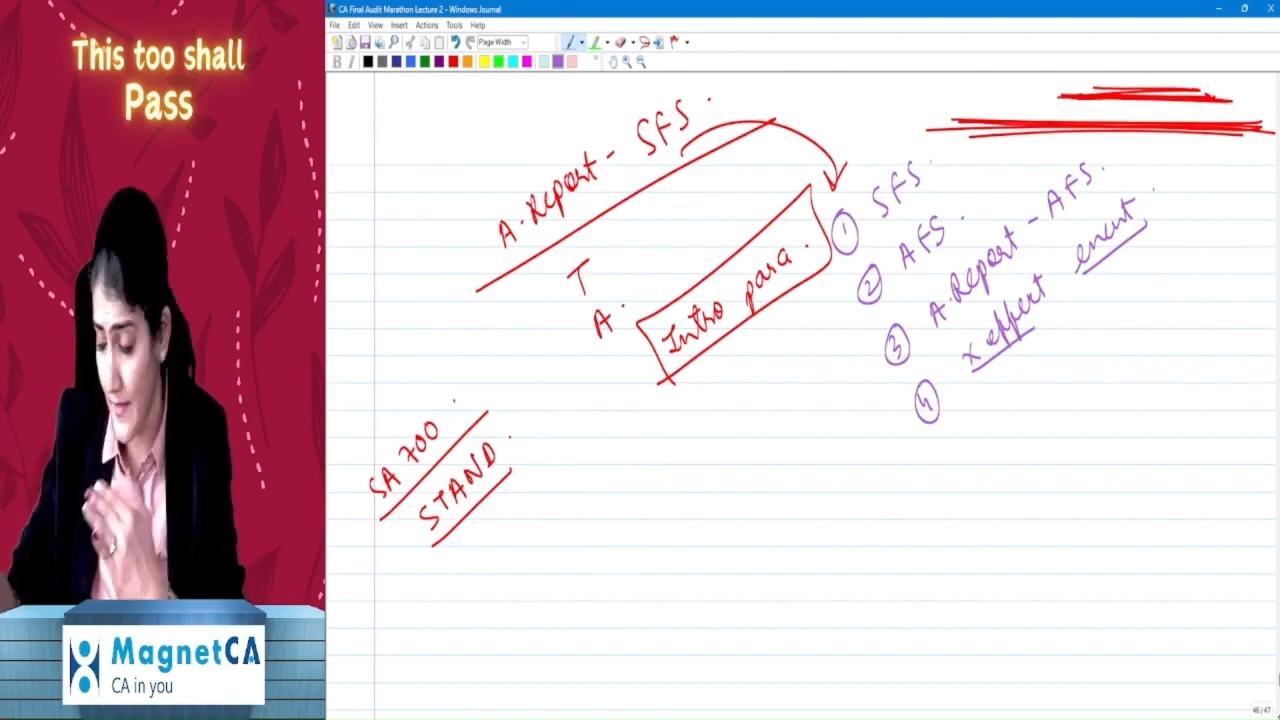 This too shall
Pass
CA Final Audit Marathon Lecture 2 - Windows Journal
File Edit View Insert Actions Tools Help
Page Width
B I
A. Report - SFS.
T
A.
Intro para.
① SFS.
② AFS.
③ A. Report - AFS.
x effect event.
④
SA 700.
STAND.
MagnetCA
CA in you
46 / 47